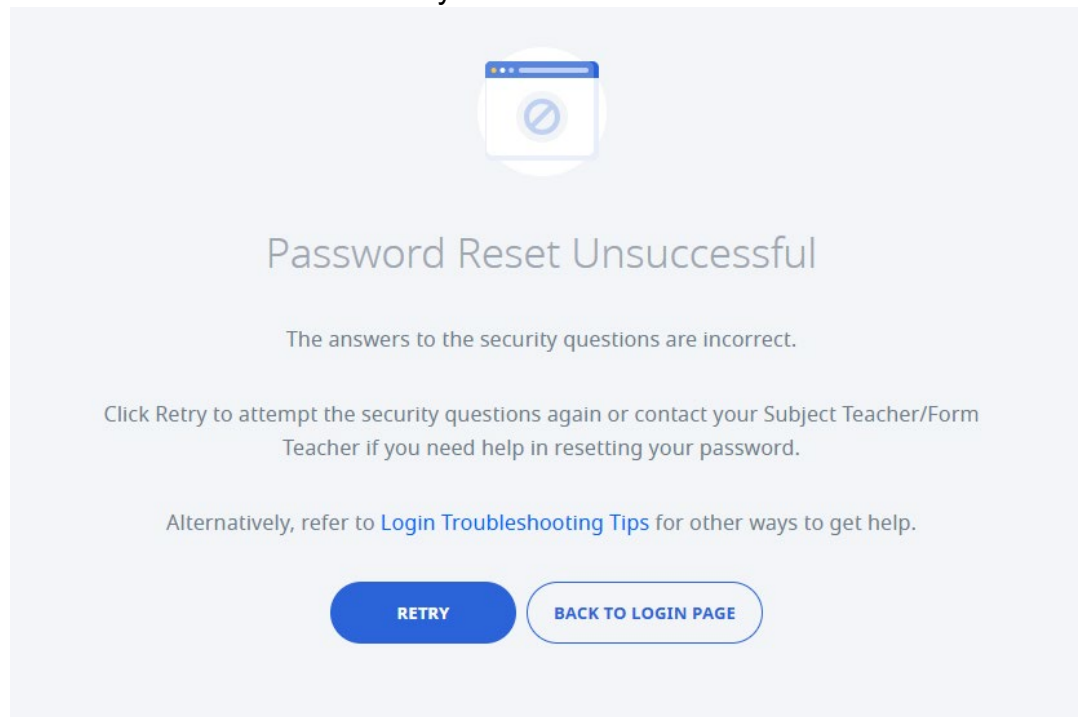 Password Reset Unsuccessful
The answers to the security questions are incorrect.
Click Retry to attempt the security questions again or contact your Subject Teacher/Form
Teacher if you need help in resetting your password.
Alternatively, refer to Login Troubleshooting Tips for other ways to get help.
RETRY
BACK TO LOGIN PAGE